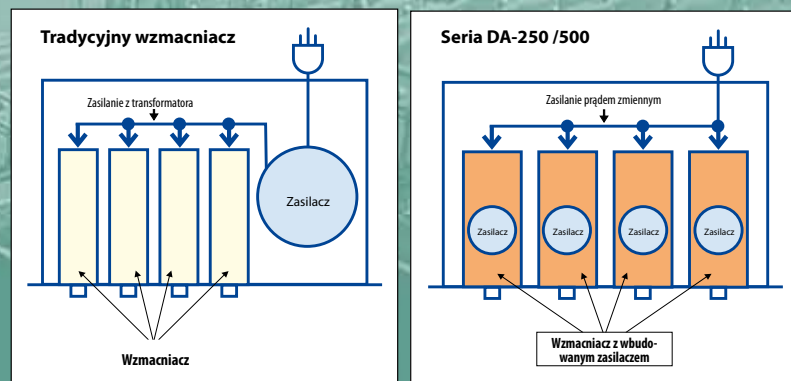 Tradycyjny wzmacniacz
Zasilanie z transformatora
Zasilacz
Wzmacniacz
Seria DA-250 /500
Zasilanie prądem zmiennym
Zasilacz
Zasilacz
Zasilacz
Zasilacz
Wzmacniacz z wbudo-
wanym zasilaczem